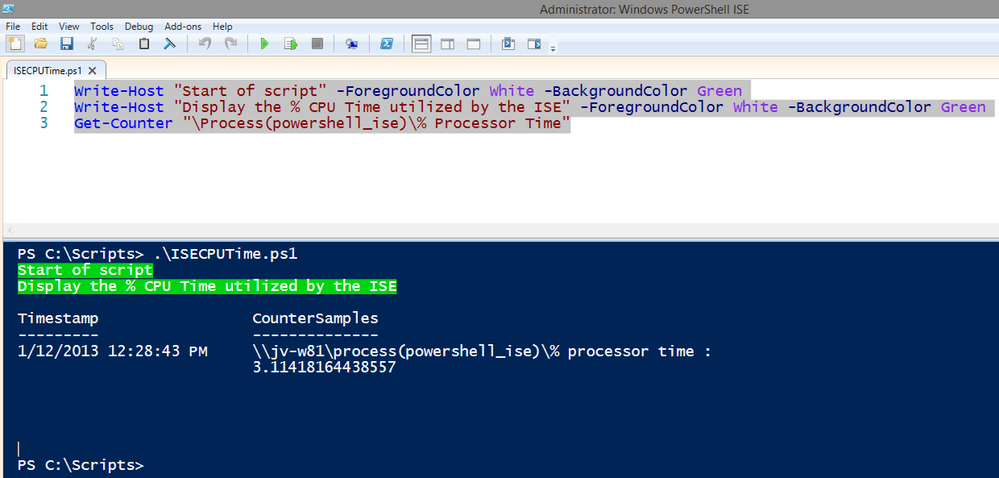 Administrator: Windows PowerShell ISE
File Edit View Tools Debug Add-ons Help
ISECPUTime.ps1
1 Write-Host "Start of script" -ForegroundColor White -BackgroundColor Green
2 Write-Host "Display the % CPU Time utilized by the ISE" -ForegroundColor White -BackgroundColor Green
3 Get-Counter "\Process(powershell_ise)\% Processor Time"
PS C:\Scripts> .\ISECPUTime.ps1
Start of script
Display the % CPU Time utilized by the ISE
Timestamp CounterSamples
--------- --------------
1/12/2013 12:28:43 PM \\jv-w81\process(powershell_ise)\% processor time :
3.11418164438557
PS C:\Scripts>